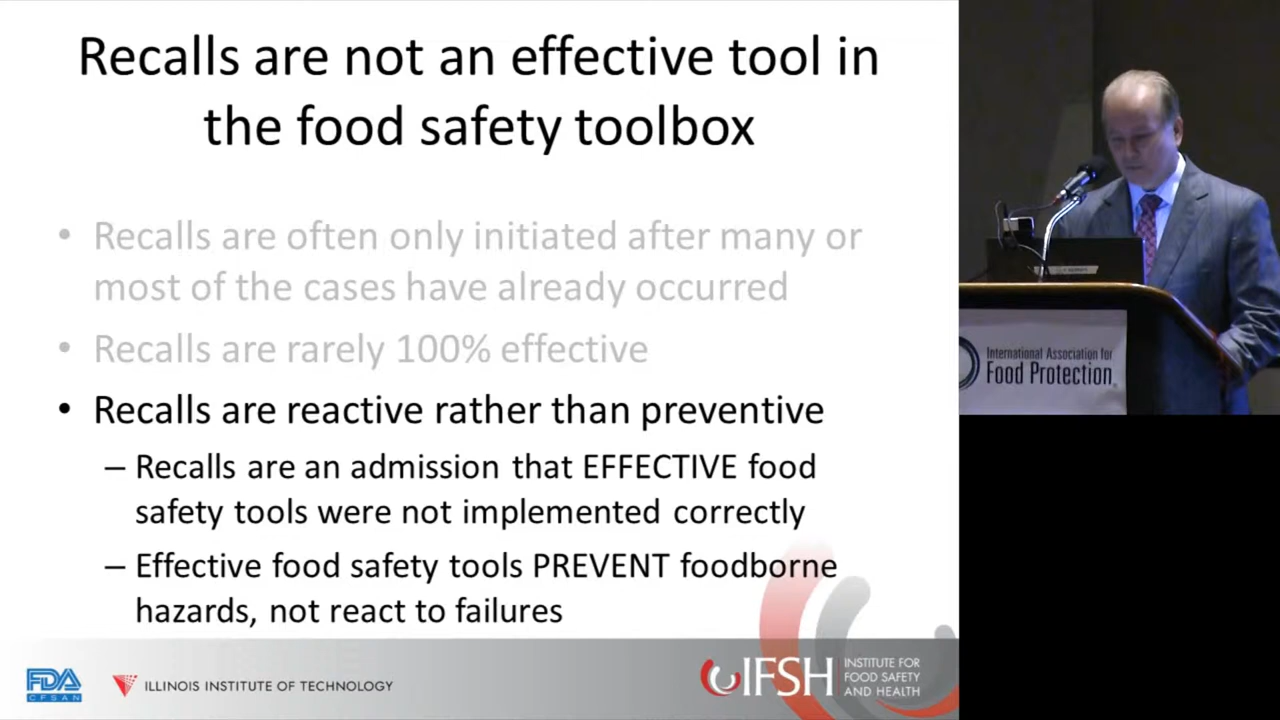 Recalls are not an effective tool in
the food safety toolbox
• Recalls are often only initiated after many or
most of the cases have already occurred
• Recalls are rarely 100% effective
• Recalls are reactive rather than preventive
– Recalls are an admission that EFFECTIVE food
safety tools were not implemented correctly
– Effective food safety tools PREVENT foodborne
hazards, not react to failures
FDA
CFSAN
ILLINOIS INSTITUTE OF TECHNOLOGY
IFSH
INSTITUTE FOR
FOOD SAFETY
AND HEALTH
International Association for
Food Protection